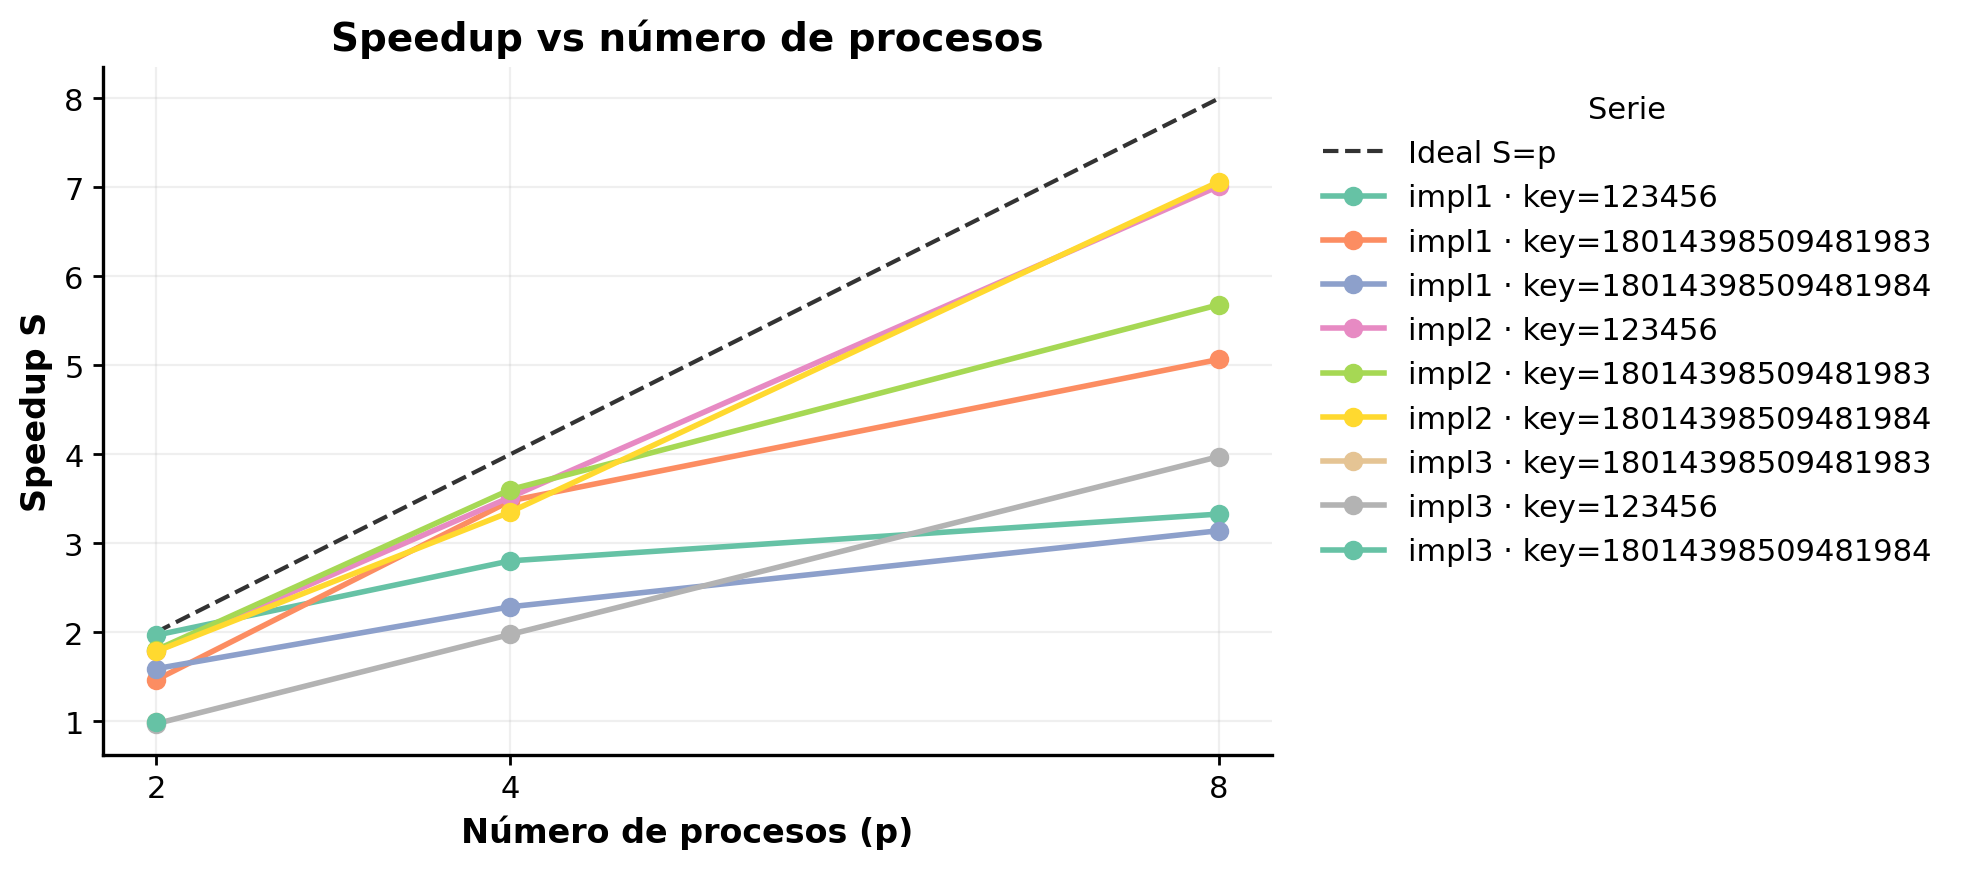 Speedup vs número de procesos
Speedup S
8
7
6
5
4
3
2
1
2
4
8
Número de procesos (p)
Serie
Ideal S=p
impl1 · key=123456
impl1 · key=18014398509481983
impl1 · key=18014398509481984
impl2 · key=123456
impl2 · key=18014398509481983
impl2 · key=18014398509481984
impl3 · key=18014398509481983
impl3 · key=123456
impl3 · key=18014398509481984